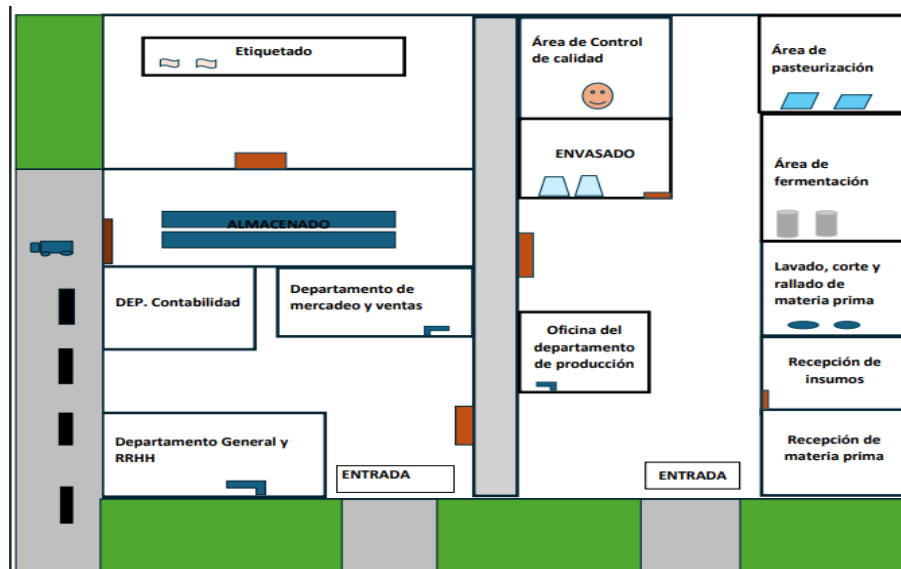 Etiquetado
Área de Control
de calidad
Área de
pasteurización
ENVASADO
Área de
fermentación
ALMACENADO
DEP. Contabilidad
Departamento de
mercadeo y ventas
Lavado, corte y
rallado de
materia prima
Oficina del
departamento
de producción
Recepción de
insumos
Departamento General y
RRHH
ENTRADA
ENTRADA
Recepción de
materia prima